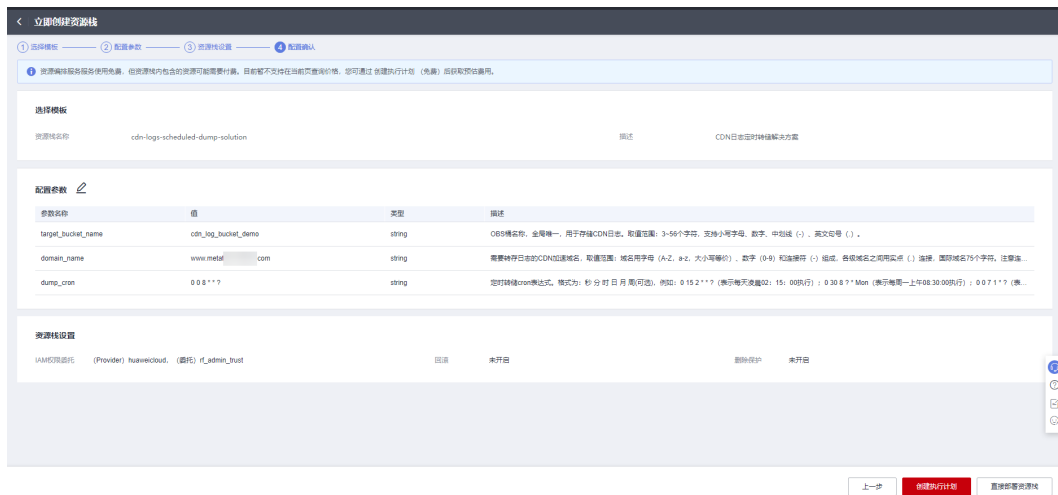 立即创建资源栈
1 选择模板 2 配置参数 3 资源栈设置 4 配置确认
资源编排服务服务使用免费，但资源栈内包含的资源可能需要付费。目前暂不支持在当前页查询价格，您可通过 创建执行计划 （免费）后获取预估费用。
选择模板
资源栈名称 cdn-logs-scheduled-dump-solution 描述 CDN日志定时转储解决方案
配置参数
参数名称 值 类型 描述
target_bucket_name cdn_log_bucket_demo string OBS桶名称，全局唯一，用于存储CDN日志。取值范围：3~56个字符，支持小写字母、数字、中划线（-）、英文句号（.）。
domain_name www.metaf com string 需要转存日志的CDN加速域名，取值范围：域名用字母（A-Z，a-z，大小写等价）、数字（0-9）和连接符（-）组成，各级域名之间用实点（.）连接，国际域名75个字符。注意连...
dump_cron 0 0 8 * * ? string 定时转储cron表达式。格式为：秒 分 时 日 月 周(可选)，例如：0 15 2 * * ?（表示每天凌晨02：15：00执行）；0 30 8 ? * Mon（表示每周一上午08:30:00执行）；0 0 7 1 * ?（表...
资源栈设置
IAM权限委托 (Provider) huaweicloud，(委托) rf_admin_trust 回滚 未开启 删除保护 未开启
上一步 创建执行计划 直接部署资源栈